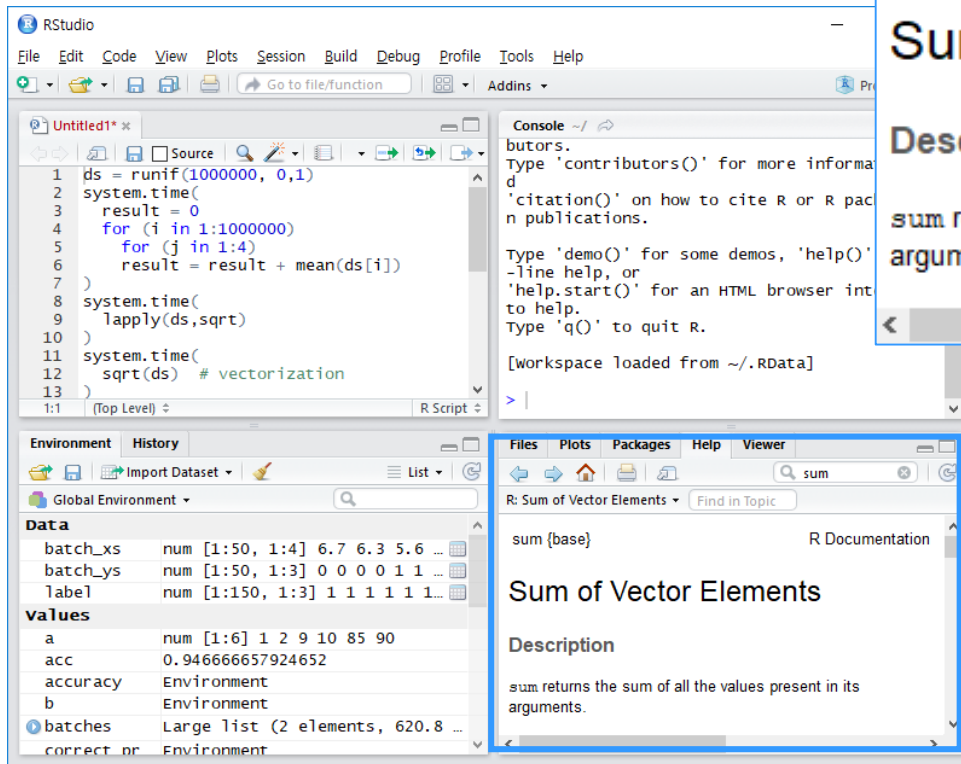 RStudio
File Edit Code View Plots Session Build Debug Profile Tools Help
Go to file/function Addins
Untitled1* ×
Source
1 ds = runif(1000000, 0,1)
2 system.time(
3 result = 0
4 for (i in 1:1000000)
5 for (j in 1:4)
6 result = result + mean(ds[i])
7 )
8 system.time(
9 lapply(ds,sqrt)
10 )
11 system.time(
12 sqrt(ds) # vectorization
13 )
1:1 (Top Level) R Script
Console ~/
butors.
Type 'contributors()' for more informa
d
'citation()' on how to cite R or R pac
n publications.
Type 'demo()' for some demos, 'help()'
-line help, or
'help.start()' for an HTML browser int
to help.
Type 'q()' to quit R.
[Workspace loaded from ~/.RData]
>
Environment History
Import Dataset List
Global Environment
Data
batch_xs num [1:50, 1:4] 6.7 6.3 5.6 …
batch_ys num [1:50, 1:3] 0 0 0 0 1 1 …
label num [1:150, 1:3] 1 1 1 1 1 1…
Values
a num [1:6] 1 2 9 10 85 90
acc 0.946666657924652
accuracy Environment
b Environment
batches Large list (2 elements, 620.8 …
correct_pr Environment
Files Plots Packages Help Viewer
sum
R: Sum of Vector Elements Find in Topic
sum {base} R Documentation
Sum of Vector Elements
Description
sum returns the sum of all the values present in its
arguments.
sum